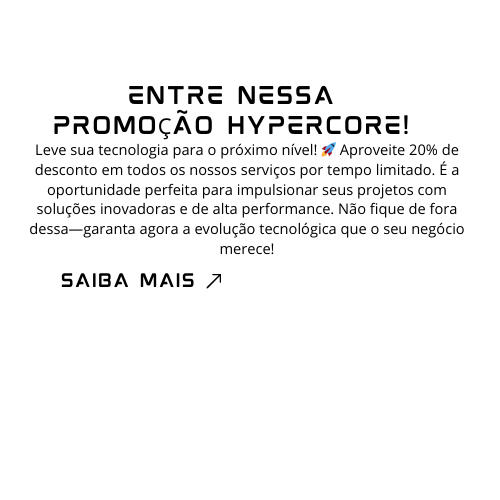 ENTRE NESSA
PROMOÇÃO HYPERCORE!
Leve sua tecnologia para o próximo nível! 🚀 Aproveite 20% de
desconto em todos os nossos serviços por tempo limitado. É a
oportunidade perfeita para impulsionar seus projetos com
soluções inovadoras e de alta performance. Não fique de fora
dessa—garanta agora a evolução tecnológica que o seu negócio
merece!
SAIBA MAIS ↗